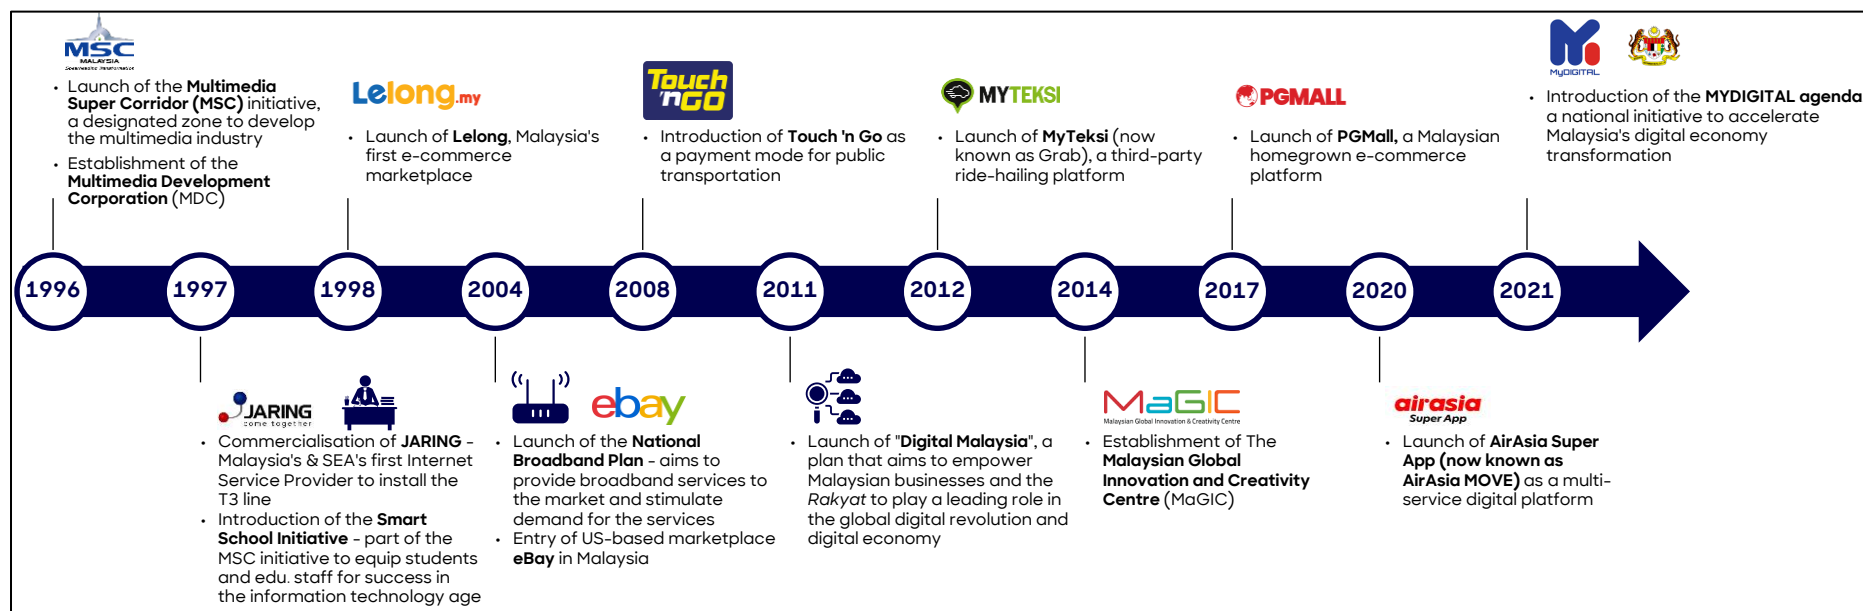 MSC
MALAYSIA
• Launch of the Multimedia
Super Corridor (MSC) initiative,
a designated zone to develop
the multimedia industry
• Establishment of the
Multimedia Development
Corporation (MDC)
Lelong.my
• Launch of Lelong, Malaysia's
first e-commerce
marketplace
Touch
'nGO
• Introduction of Touch 'n Go as
a payment mode for public
transportation
MYTEKSI
• Launch of MyTeksi (now
known as Grab), a third-party
ride-hailing platform
PGMALL
• Launch of PGMall, a Malaysian
homegrown e-commerce
platform
MyDIGITAL
• Introduction of the MYDIGITAL agenda
a national initiative to accelerate
Malaysia's digital economy
transformation
1996
1997
1998
2004
2008
2011
2012
2014
2017
2020
2021
JARING
come together
• Commercialisation of JARING -
Malaysia's & SEA's first Internet
Service Provider to install the
T3 line
• Introduction of the Smart
School Initiative - part of the
MSC initiative to equip students
and edu. staff for success in
the information technology age
ebay
• Launch of the National
Broadband Plan - aims to
provide broadband services to
the market and stimulate
demand for the services
• Entry of US-based marketplace
eBay in Malaysia
• Launch of "Digital Malaysia", a
plan that aims to empower
Malaysian businesses and the
Rakyat to play a leading role in
the global digital revolution and
digital economy
MaGIC
Malaysian Global Innovation & Creativity Centre
• Establishment of The
Malaysian Global
Innovation and Creativity
Centre (MaGIC)
airasia
Super App
• Launch of AirAsia Super
App (now known as
AirAsia MOVE) as a multi-
service digital platform